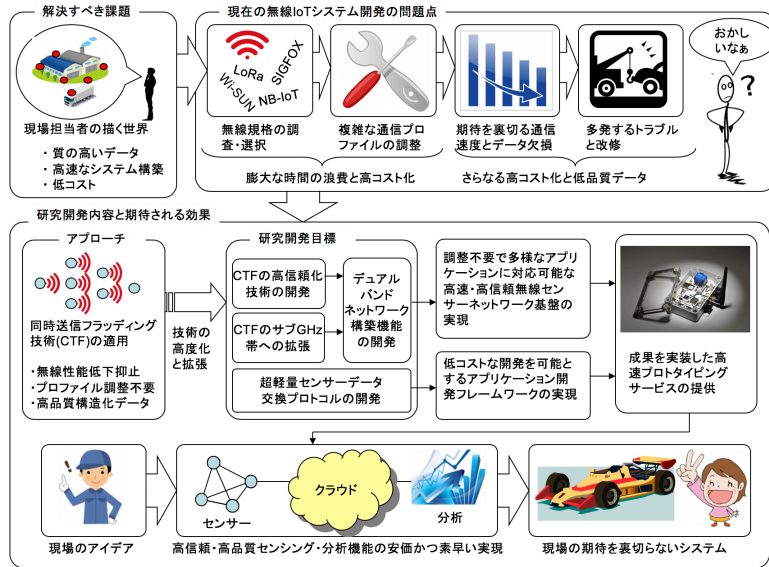 解決すべき課題
現場担当者の描く世界
・ 質の高いデータ
・ 高速なシステム構築
・ 低コスト
現在の無線IoTシステム開発の問題点
LoRa
SIGFOX
Wi-SUN
NB-IoT
無線規格の調
査・選択
複雑な通信プロ
ファイルの調整
期待を裏切る通信
速度とデータ欠損
多発するトラブル
と改修
膨大な時間の浪費と高コスト化
さらなる高コスト化と低品質データ
おかし
いなぁ
?
研究開発内容と期待される効果
アプローチ
同時送信フラッディング
技術(CTF)の適用
・無線性能低下抑止
・プロファイル調整不要
・高品質構造化データ
技術の
高度化
と拡張
研究開発目標
CTFの高信頼化
技術の開発
CTFのサブGHz
帯への拡張
デュアル
バンド
ネットワーク
構築機能
の開発
超軽量センサーデータ
交換プロトコルの開発
調整不要で多様なアプリ
ケーションに対応可能な
高速・高信頼無線セン
サーネットワーク基盤の
実現
低コストな開発を可能と
するアプリケーション開
発フレームワークの実現
成果を実装した高
速プロトタイピング
サービスの提供
現場のアイデア
センサー
クラウド
分析
高信頼・高品質センシング・分析機能の安価かつ素早い実現
現場の期待を裏切らないシステム